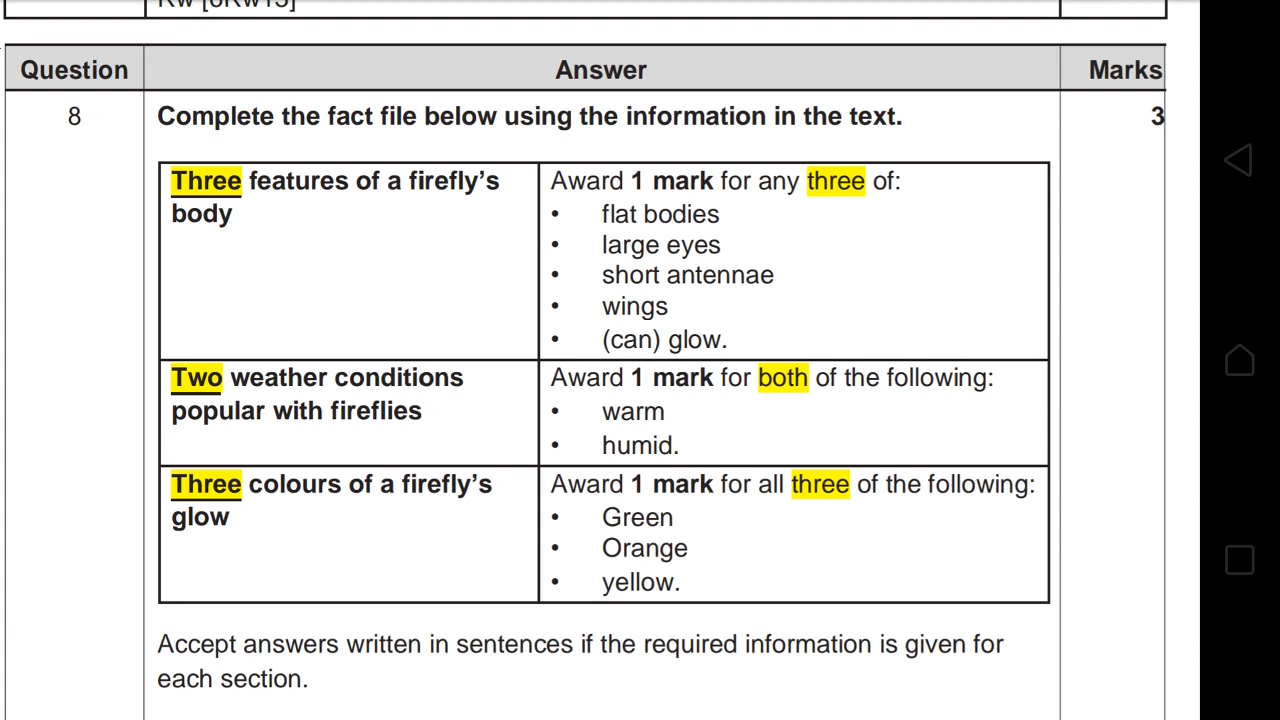 Rw [6Rw13]
Question Answer Marks
8 Complete the fact file below using the information in the text. 3
Three features of a firefly's
body
Award 1 mark for any three of:
• flat bodies
• large eyes
• short antennae
• wings
• (can) glow.
Two weather conditions
popular with fireflies
Award 1 mark for both of the following:
• warm
• humid.
Three colours of a firefly's
glow
Award 1 mark for all three of the following:
• Green
• Orange
• yellow.
Accept answers written in sentences if the required information is given for
each section.